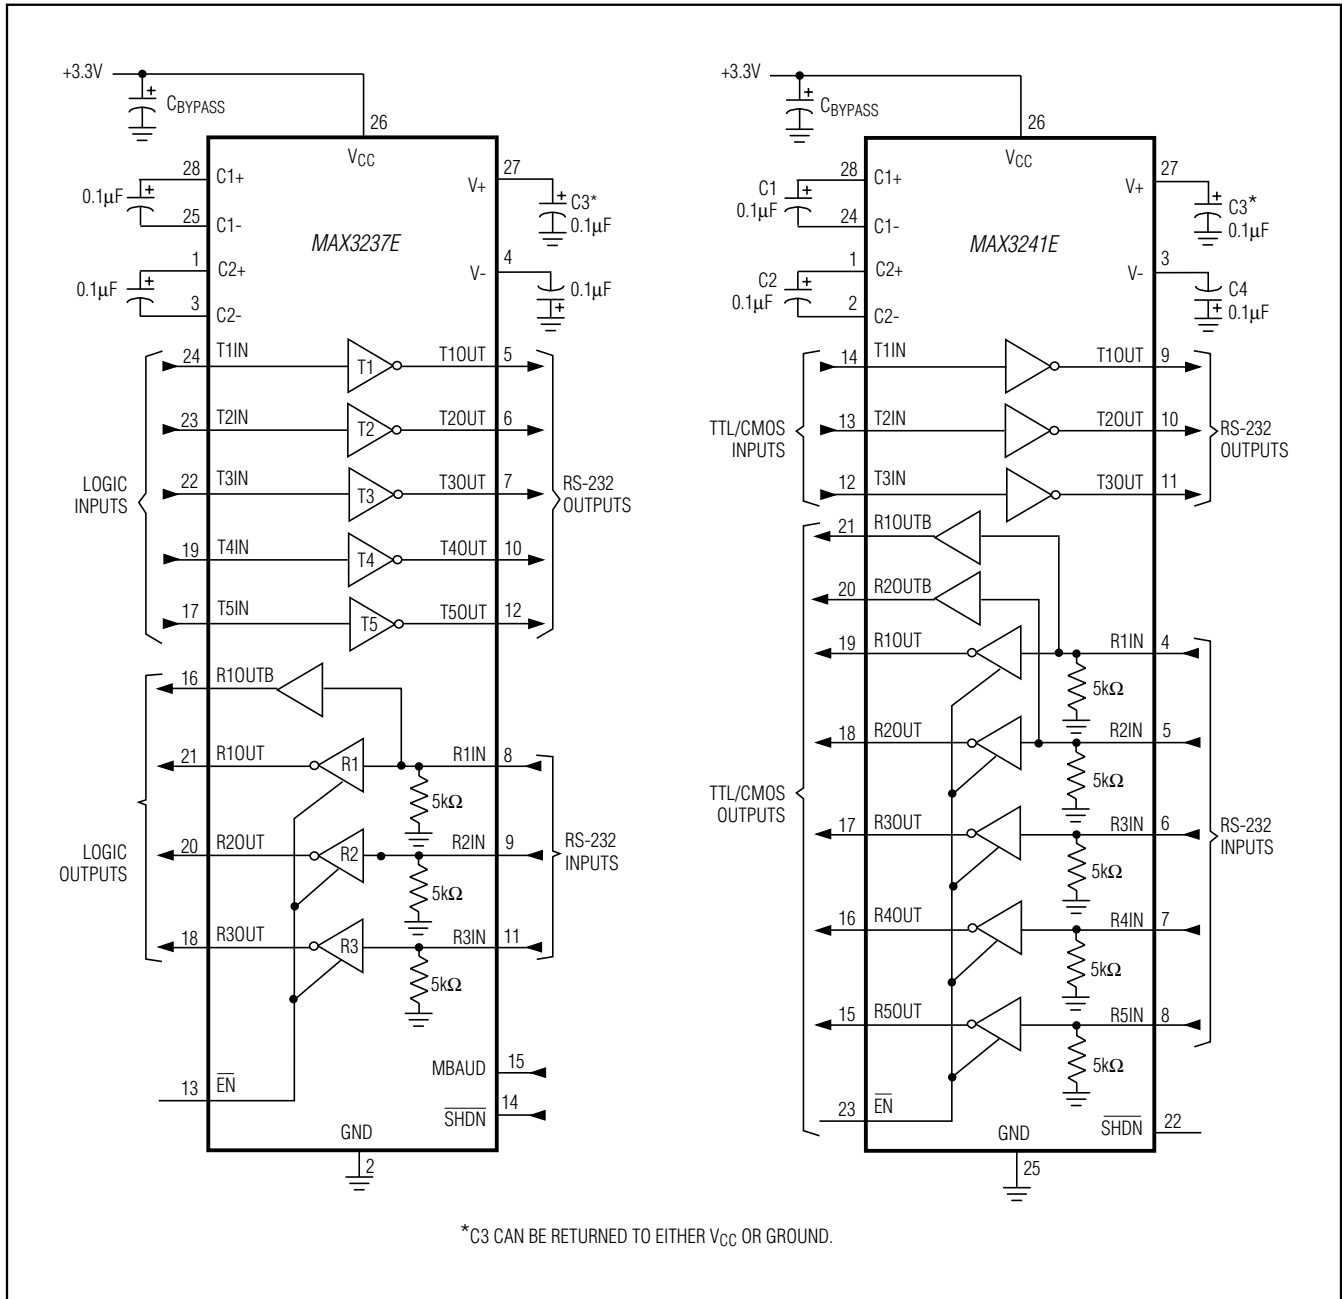 +3.3V
CBYPASS
26
VCC
28
C1+
0.1µF
25
C1-
1
C2+
0.1µF
3
C2-
27
V+
C3*
0.1µF
4
V-
0.1µF
MAX3237E
LOGIC
INPUTS
24
T1IN
T1
T1OUT
5
23
T2IN
T2
T2OUT
6
22
T3IN
T3
T3OUT
7
19
T4IN
T4
T4OUT
10
17
T5IN
T5
T5OUT
12
RS-232
OUTPUTS
LOGIC
OUTPUTS
16
R1OUTB
21
R1OUT
R1
R1IN
8
5kΩ
20
R2OUT
R2
R2IN
9
5kΩ
18
R3OUT
R3
R3IN
11
5kΩ
RS-232
INPUTS
MBAUD
15
13
EN
SHDN
14
GND
2
+3.3V
CBYPASS
26
VCC
28
C1+
C1
0.1µF
24
C1-
1
C2+
C2
0.1µF
2
C2-
27
V+
C3*
0.1µF
3
V-
C4
0.1µF
MAX3241E
TTL/CMOS
INPUTS
14
T1IN
T1OUT
9
13
T2IN
T2OUT
10
12
T3IN
T3OUT
11
RS-232
OUTPUTS
TTL/CMOS
OUTPUTS
21
R1OUTB
20
R2OUTB
19
R1OUT
R1IN
4
5kΩ
18
R2OUT
R2IN
5
5kΩ
17
R3OUT
R3IN
6
5kΩ
16
R4OUT
R4IN
7
5kΩ
15
R5OUT
R5IN
8
5kΩ
RS-232
INPUTS
23
EN
SHDN
22
GND
25
*C3 CAN BE RETURNED TO EITHER VCC OR GROUND.